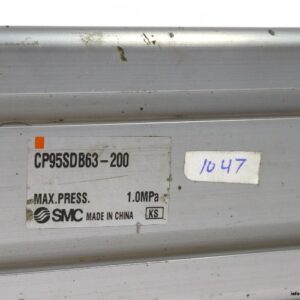 CP95SDB63-200
1047
MAX.PRESS. 1.0MPa
SMC MADE IN CHINA KS